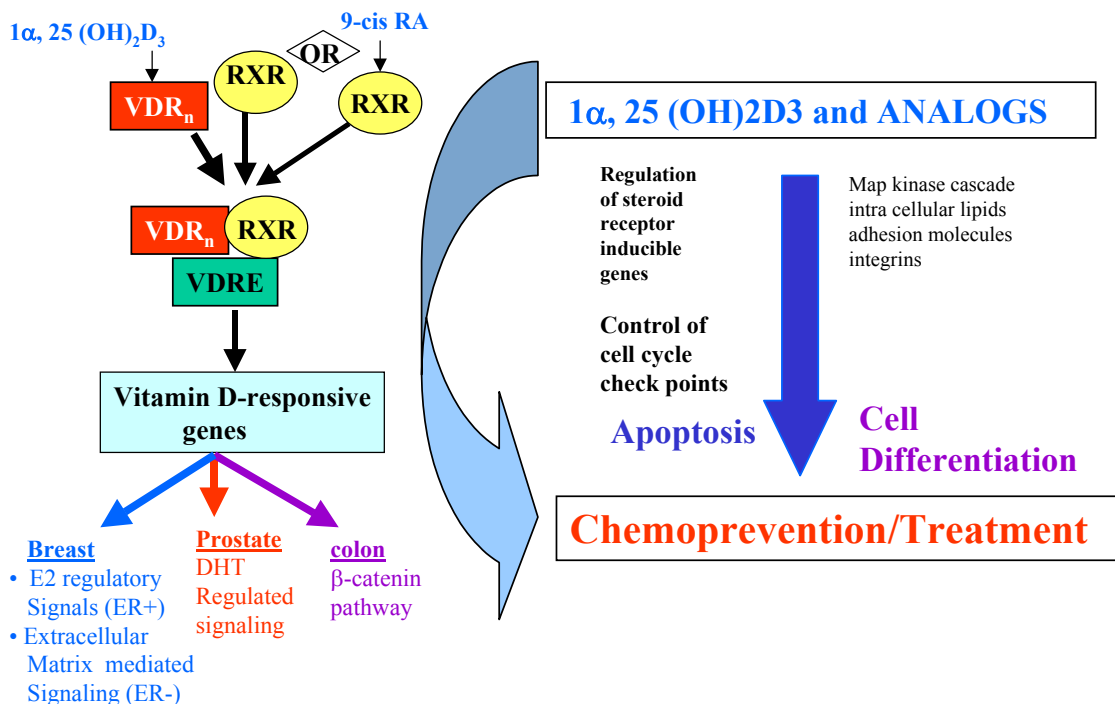 1α, 25 (OH)₂D₃
9-cis RA
OR
RXR
VDRₙ
RXR
VDRₙ
RXR
VDRE
Vitamin D-responsive
genes
Breast
• E2 regulatory
Signals (ER+)
• Extracellular
Matrix mediated
Signaling (ER-)
Prostate
DHT
Regulated
signaling
colon
β-catenin
pathway
1α, 25 (OH)2D3 and ANALOGS
Regulation
of steroid
receptor
inducible
genes
Map kinase cascade
intra cellular lipids
adhesion molecules
integrins
Control of
cell cycle
check points
Apoptosis
Cell
Differentiation
Chemoprevention/Treatment